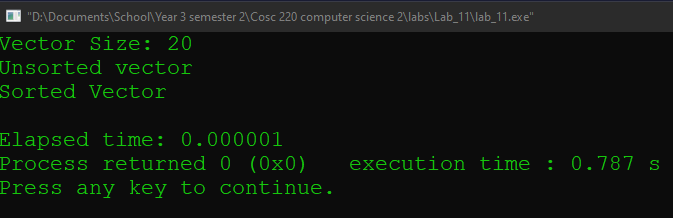 "D:\Documents\School\Year 3 semester 2\Cosc 220 computer science 2\labs\Lab_11\lab_11.exe"
Vector Size: 20
Unsorted vector
Sorted Vector
Elapsed time: 0.000001
Process returned 0 (0x0)   execution time : 0.787 s
Press any key to continue.